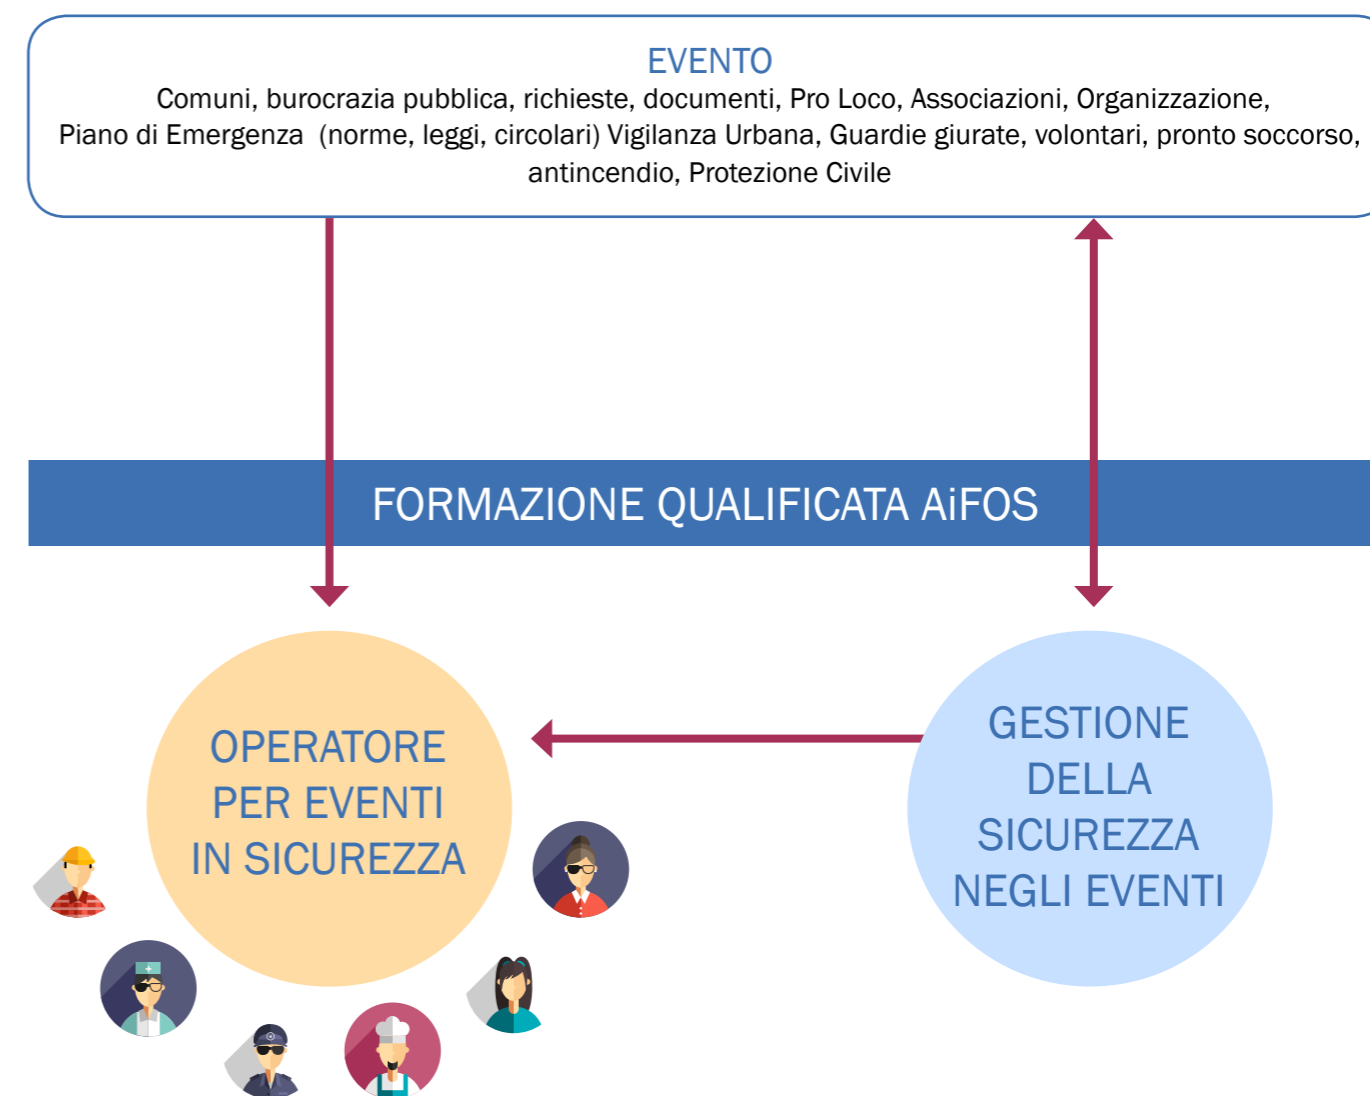 EVENTO
Comuni, burocrazia pubblica, richieste, documenti, Pro Loco, Associazioni, Organizzazione,
Piano di Emergenza (norme, leggi, circolari) Vigilanza Urbana, Guardie giurate, volontari, pronto soccorso,
antincendio, Protezione Civile
FORMAZIONE QUALIFICATA AiFOS
OPERATORE
PER EVENTI
IN SICUREZZA
GESTIONE
DELLA
SICUREZZA
NEGLI EVENTI